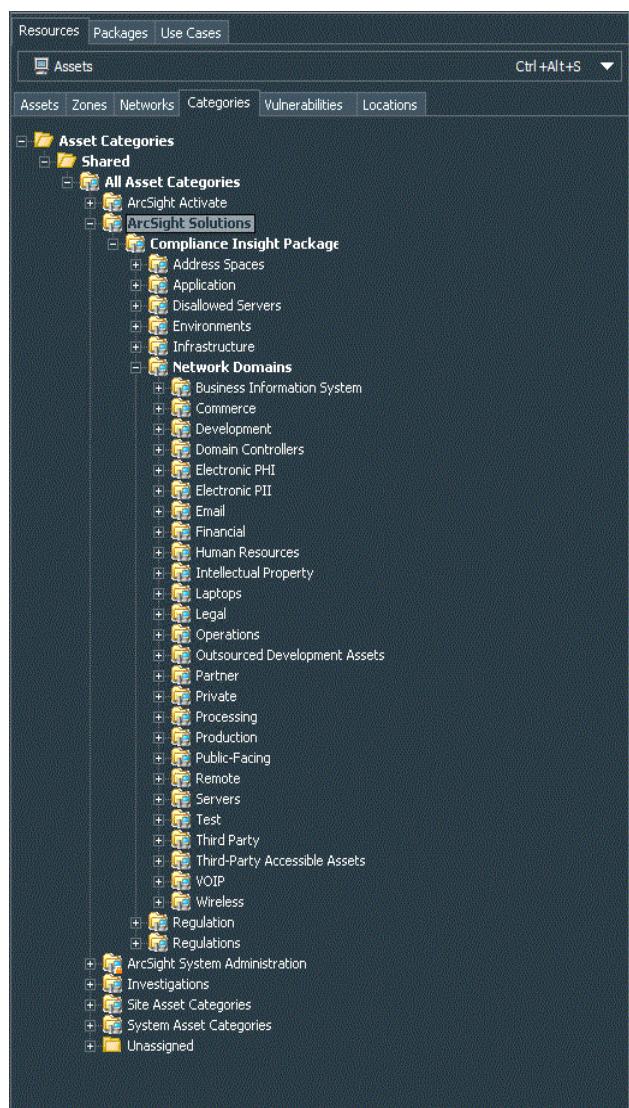 Resources Packages Use Cases
Assets Ctrl+Alt+S
Assets Zones Networks Categories Vulnerabilities Locations
Asset Categories
Shared
All Asset Categories
ArcSight Activate
ArcSight Solutions
Compliance Insight Package
Address Spaces
Application
Disallowed Servers
Environments
Infrastructure
Network Domains
Business Information System
Commerce
Development
Domain Controllers
Electronic PHI
Electronic PII
Email
Financial
Human Resources
Intellectual Property
Laptops
Legal
Operations
Outsourced Development Assets
Partner
Private
Processing
Production
Public-Facing
Remote
Servers
Test
Third Party
Third-Party Accessible Assets
VOIP
Wireless
Regulation
Regulations
ArcSight System Administration
Investigations
Site Asset Categories
System Asset Categories
Unassigned